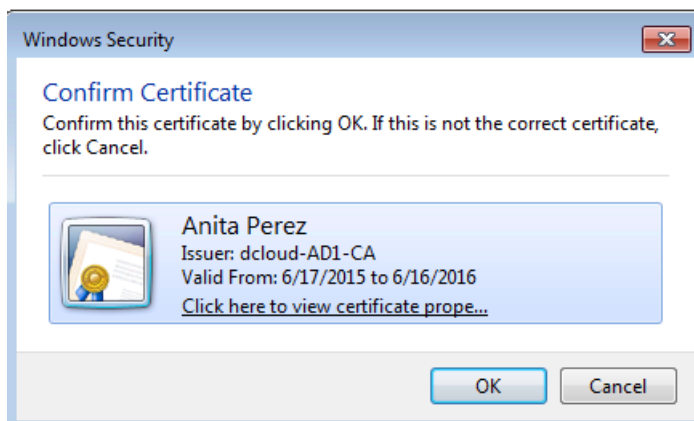 Windows Security
Confirm Certificate
Confirm this certificate by clicking OK. If this is not the correct certificate,
click Cancel.
Anita Perez
Issuer: dcloud-AD1-CA
Valid From: 6/17/2015 to 6/16/2016
Click here to view certificate prope...
OK
Cancel